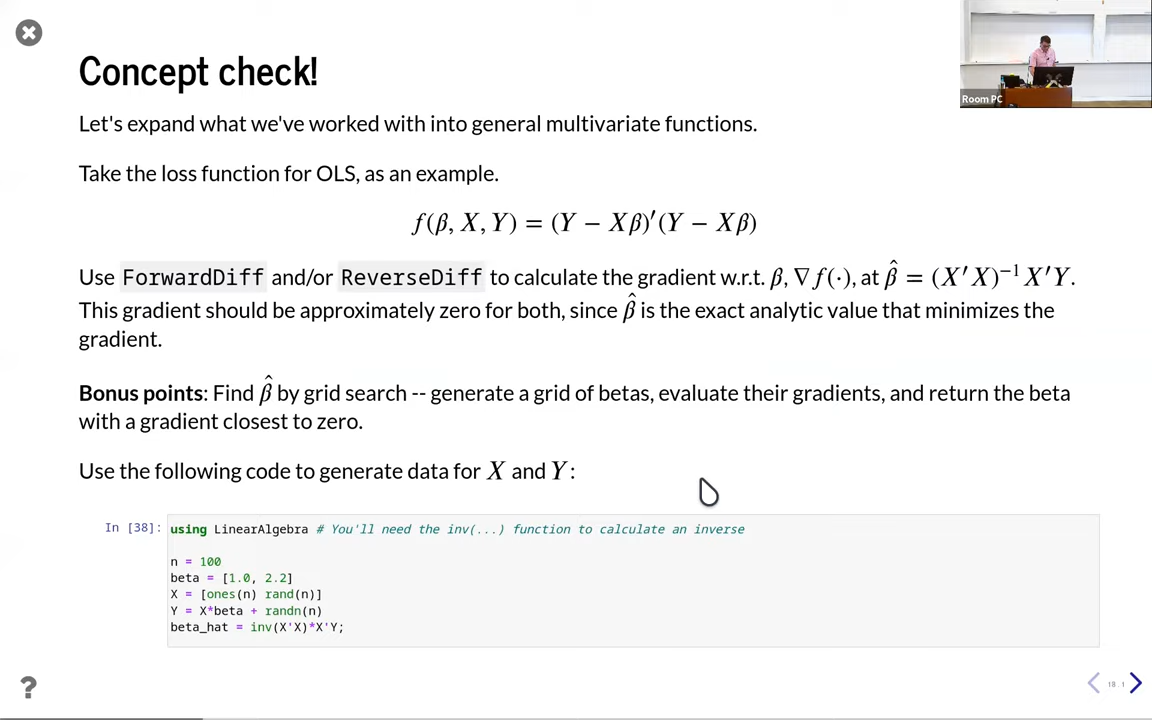 Concept check!
Room PC
Let's expand what we've worked with into general multivariate functions.
Take the loss function for OLS, as an example.
f(β, X, Y) = (Y − Xβ)′(Y − Xβ)
Use ForwardDiff and/or ReverseDiff to calculate the gradient w.r.t. β, ∇f(·), at β̂ = (X′X)⁻¹X′Y.
This gradient should be approximately zero for both, since β̂ is the exact analytic value that minimizes the
gradient.
Bonus points: Find β̂ by grid search -- generate a grid of betas, evaluate their gradients, and return the beta
with a gradient closest to zero.
Use the following code to generate data for X and Y:
In [38]: using LinearAlgebra # You'll need the inv(...) function to calculate an inverse
n = 100
beta = [1.0, 2.2]
X = [ones(n) rand(n)]
Y = X*beta + randn(n)
beta_hat = inv(X'X)*X'Y;
?
18.1